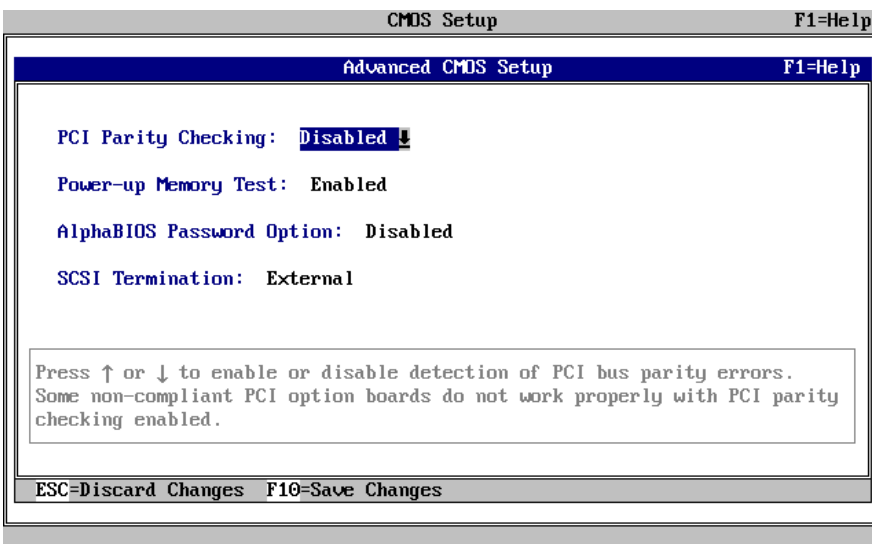 CMOS Setup F1=Help
Advanced CMOS Setup F1=Help
PCI Parity Checking: Disabled
Power-up Memory Test: Enabled
AlphaBIOS Password Option: Disabled
SCSI Termination: External
Press ↑ or ↓ to enable or disable detection of PCI bus parity errors.
Some non-compliant PCI option boards do not work properly with PCI parity
checking enabled.
ESC=Discard Changes F10=Save Changes